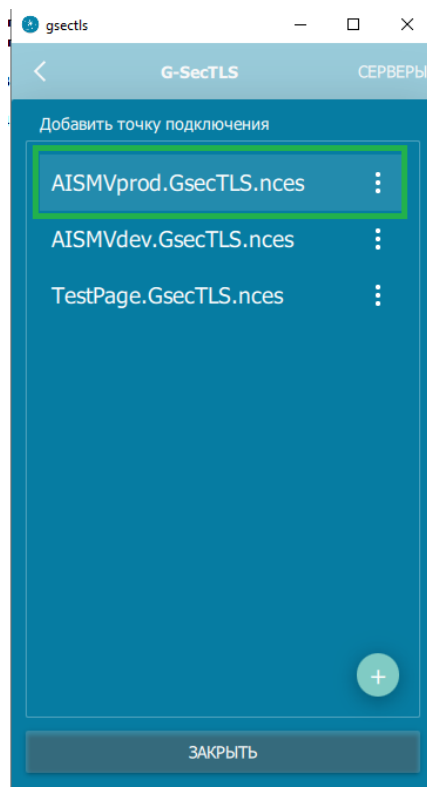 gsectls
G-SecTLS СЕРВЕРЫ
Добавить точку подключения
AISMVprod.GsecTLS.nces
AISMVdev.GsecTLS.nces
TestPage.GsecTLS.nces
+
ЗАКРЫТЬ